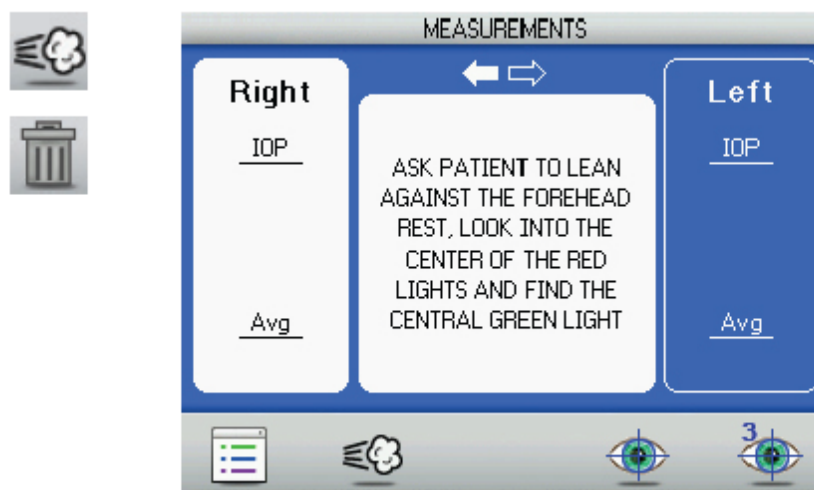 MEASUREMENTS
Right
IOP
Avg
ASK PATIENT TO LEAN
AGAINST THE FOREHEAD
REST, LOOK INTO THE
CENTER OF THE RED
LIGHTS AND FIND THE
CENTRAL GREEN LIGHT
Left
IOP
Avg
3